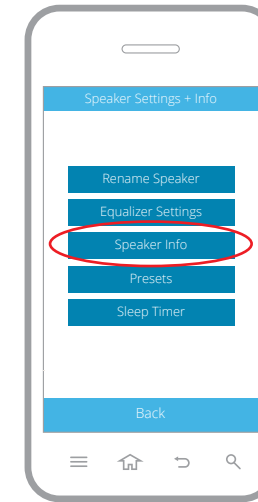 Speaker Settings + Info
Rename Speaker
Equalizer Settings
Speaker Info
Presets
Sleep Timer
Back